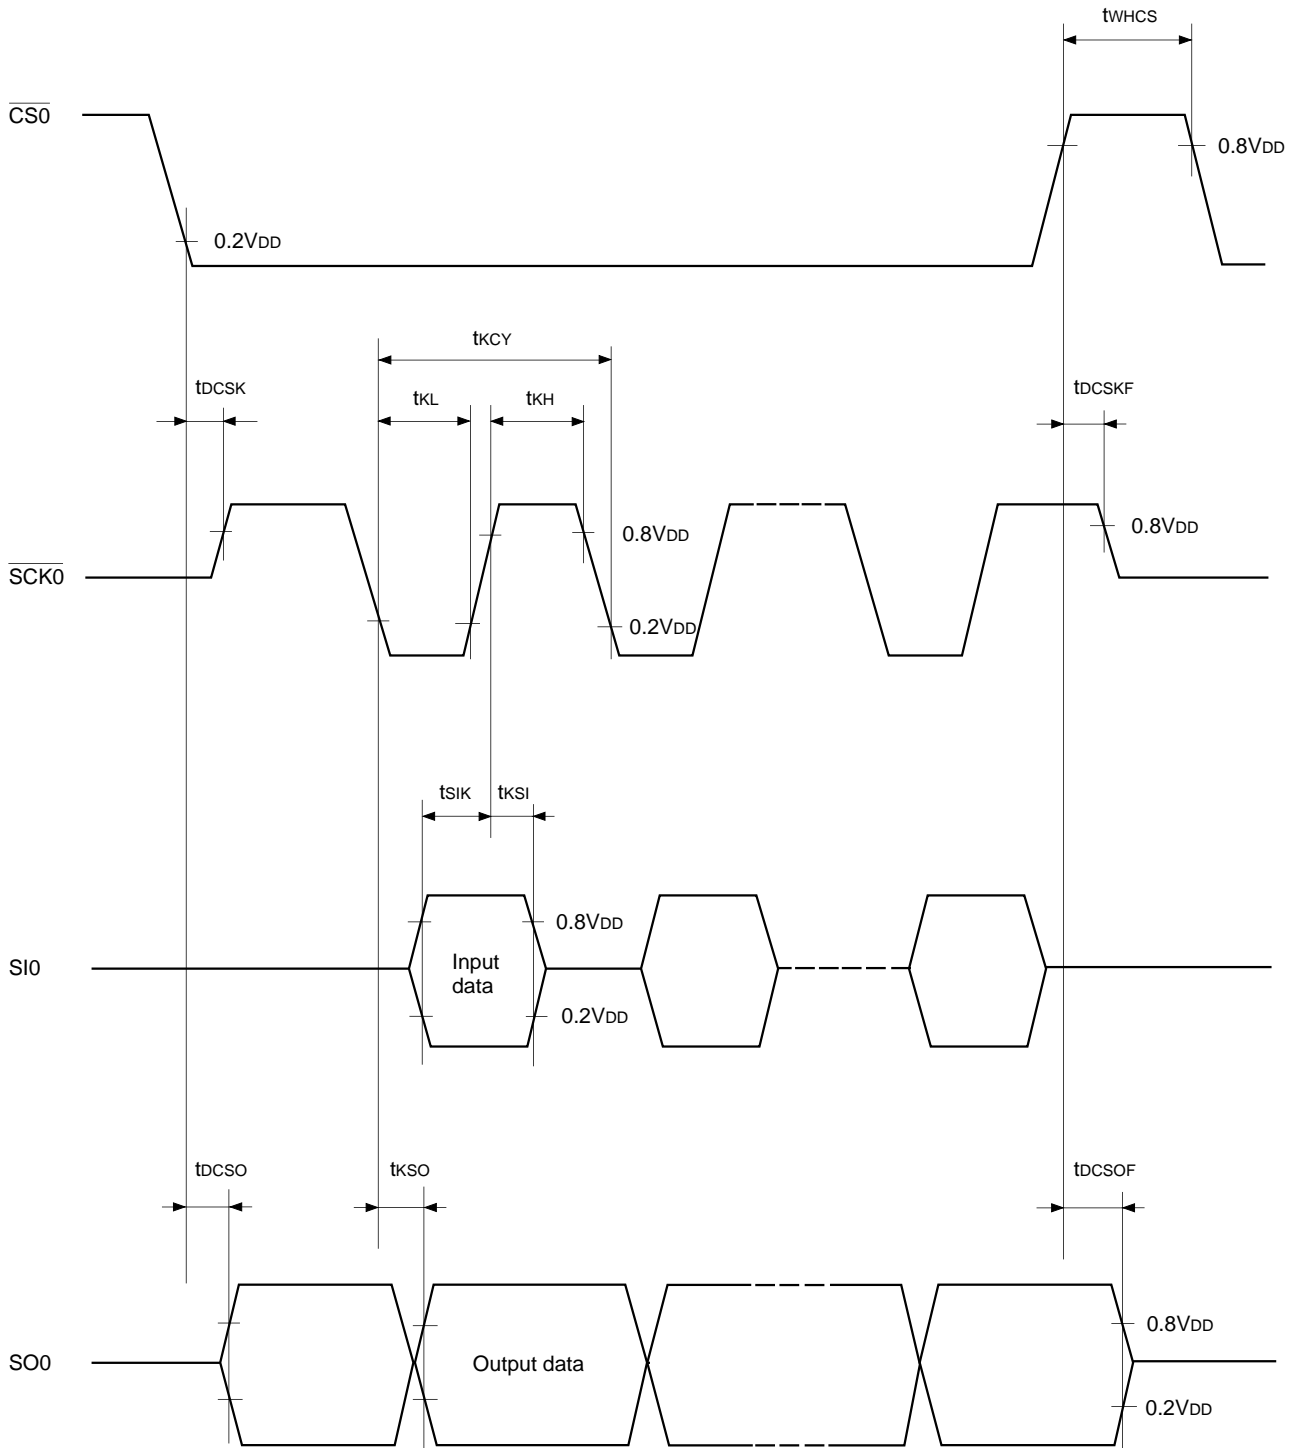 tWHCS
CS0
0.8VDD
0.2VDD
tKCY
tDCSK
tKL
tKH
tDCSKF
0.8VDD
0.8VDD
SCK0
0.2VDD
tSIK
tKSI
0.8VDD
SI0
Input
data
0.2VDD
tDCSO
tKSO
tDCSOF
0.8VDD
SO0
Output data
0.2VDD